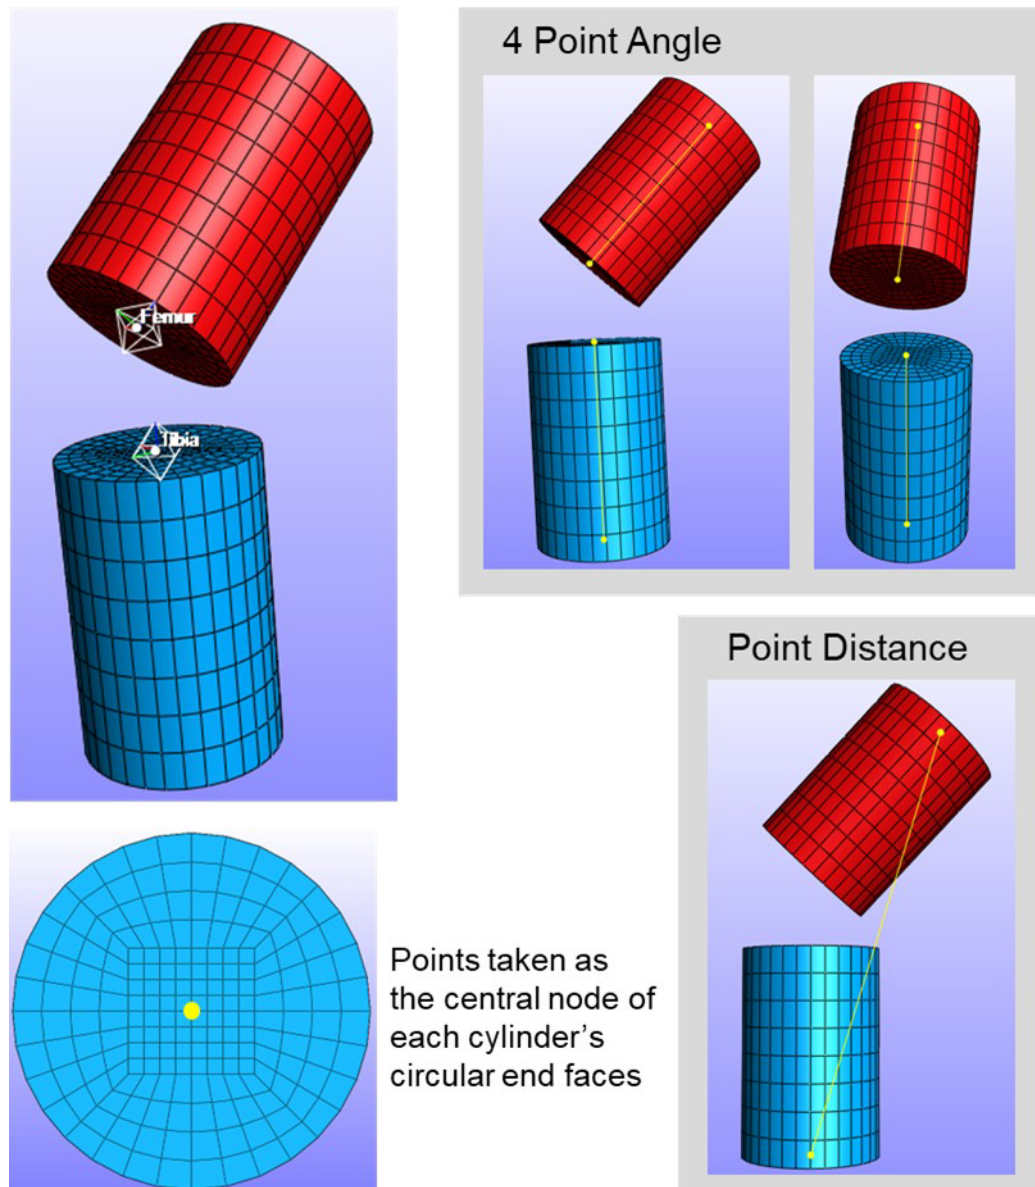 4 Point Angle
Femur
Tibia
Point Distance
Points taken as
the central node of
each cylinder's
circular end faces